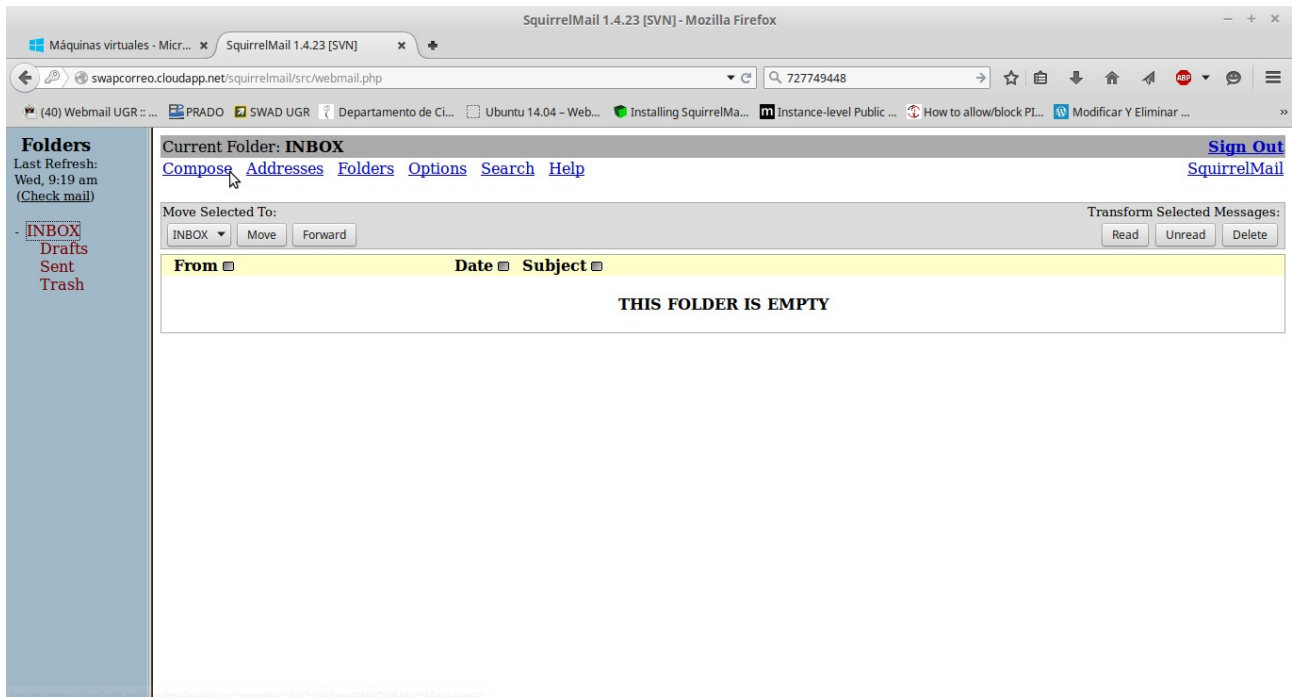 SquirrelMail 1.4.23 [SVN] - Mozilla Firefox
Máquinas virtuales - Micr... SquirrelMail 1.4.23 [SVN]
swapcorreo.cloudapp.net/squirrelmail/src/webmail.php 727749448 ABP
(40) Webmail UGR :: ... PRADO SWAD UGR Departamento de Ci... Ubuntu 14.04 – Web... Installing SquirrelMa... Instance-level Public ... How to allow/block PI... Modificar Y Eliminar ... »
Folders
Last Refresh:
Wed, 9:19 am
(Check mail)
- INBOX
Drafts
Sent
Trash
Current Folder: INBOX Sign Out
Compose Addresses Folders Options Search Help SquirrelMail
Move Selected To: Transform Selected Messages:
INBOX Move Forward Read Unread Delete
From Date Subject
THIS FOLDER IS EMPTY